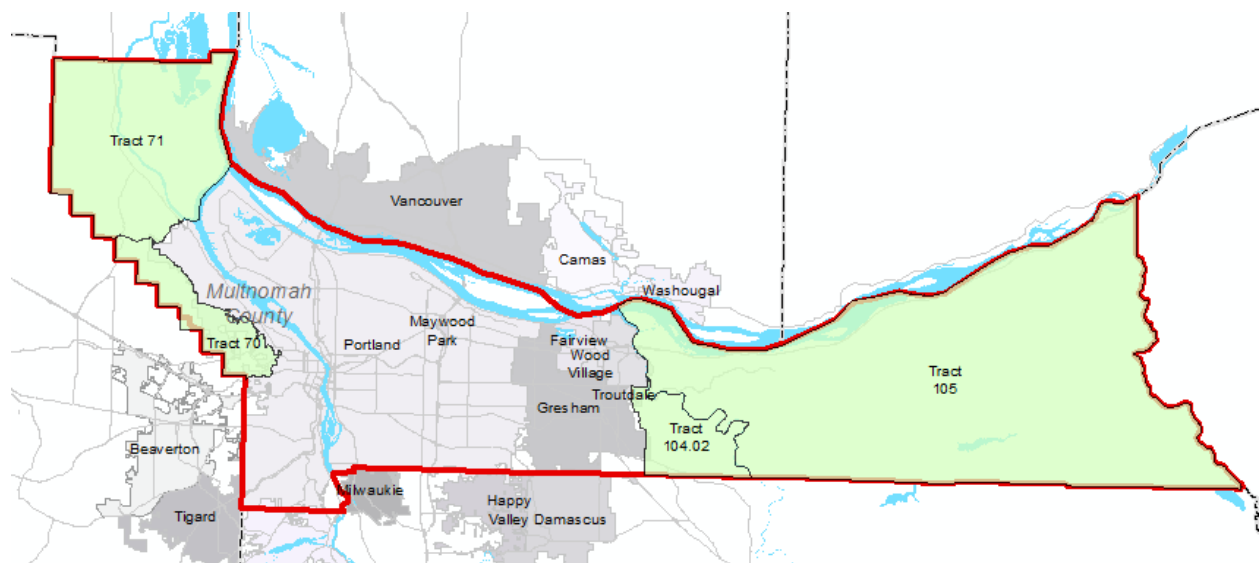 Tract 71
Vancouver
Camas
Washougal
Multnomah
County
Maywood
Park
Portland
Tract 70
Fairview
Wood
Village
Troutdale
Gresham
Tract
105
Tract
104.02
Beaverton
Milwaukie
Tigard
Happy
Valley Damascus